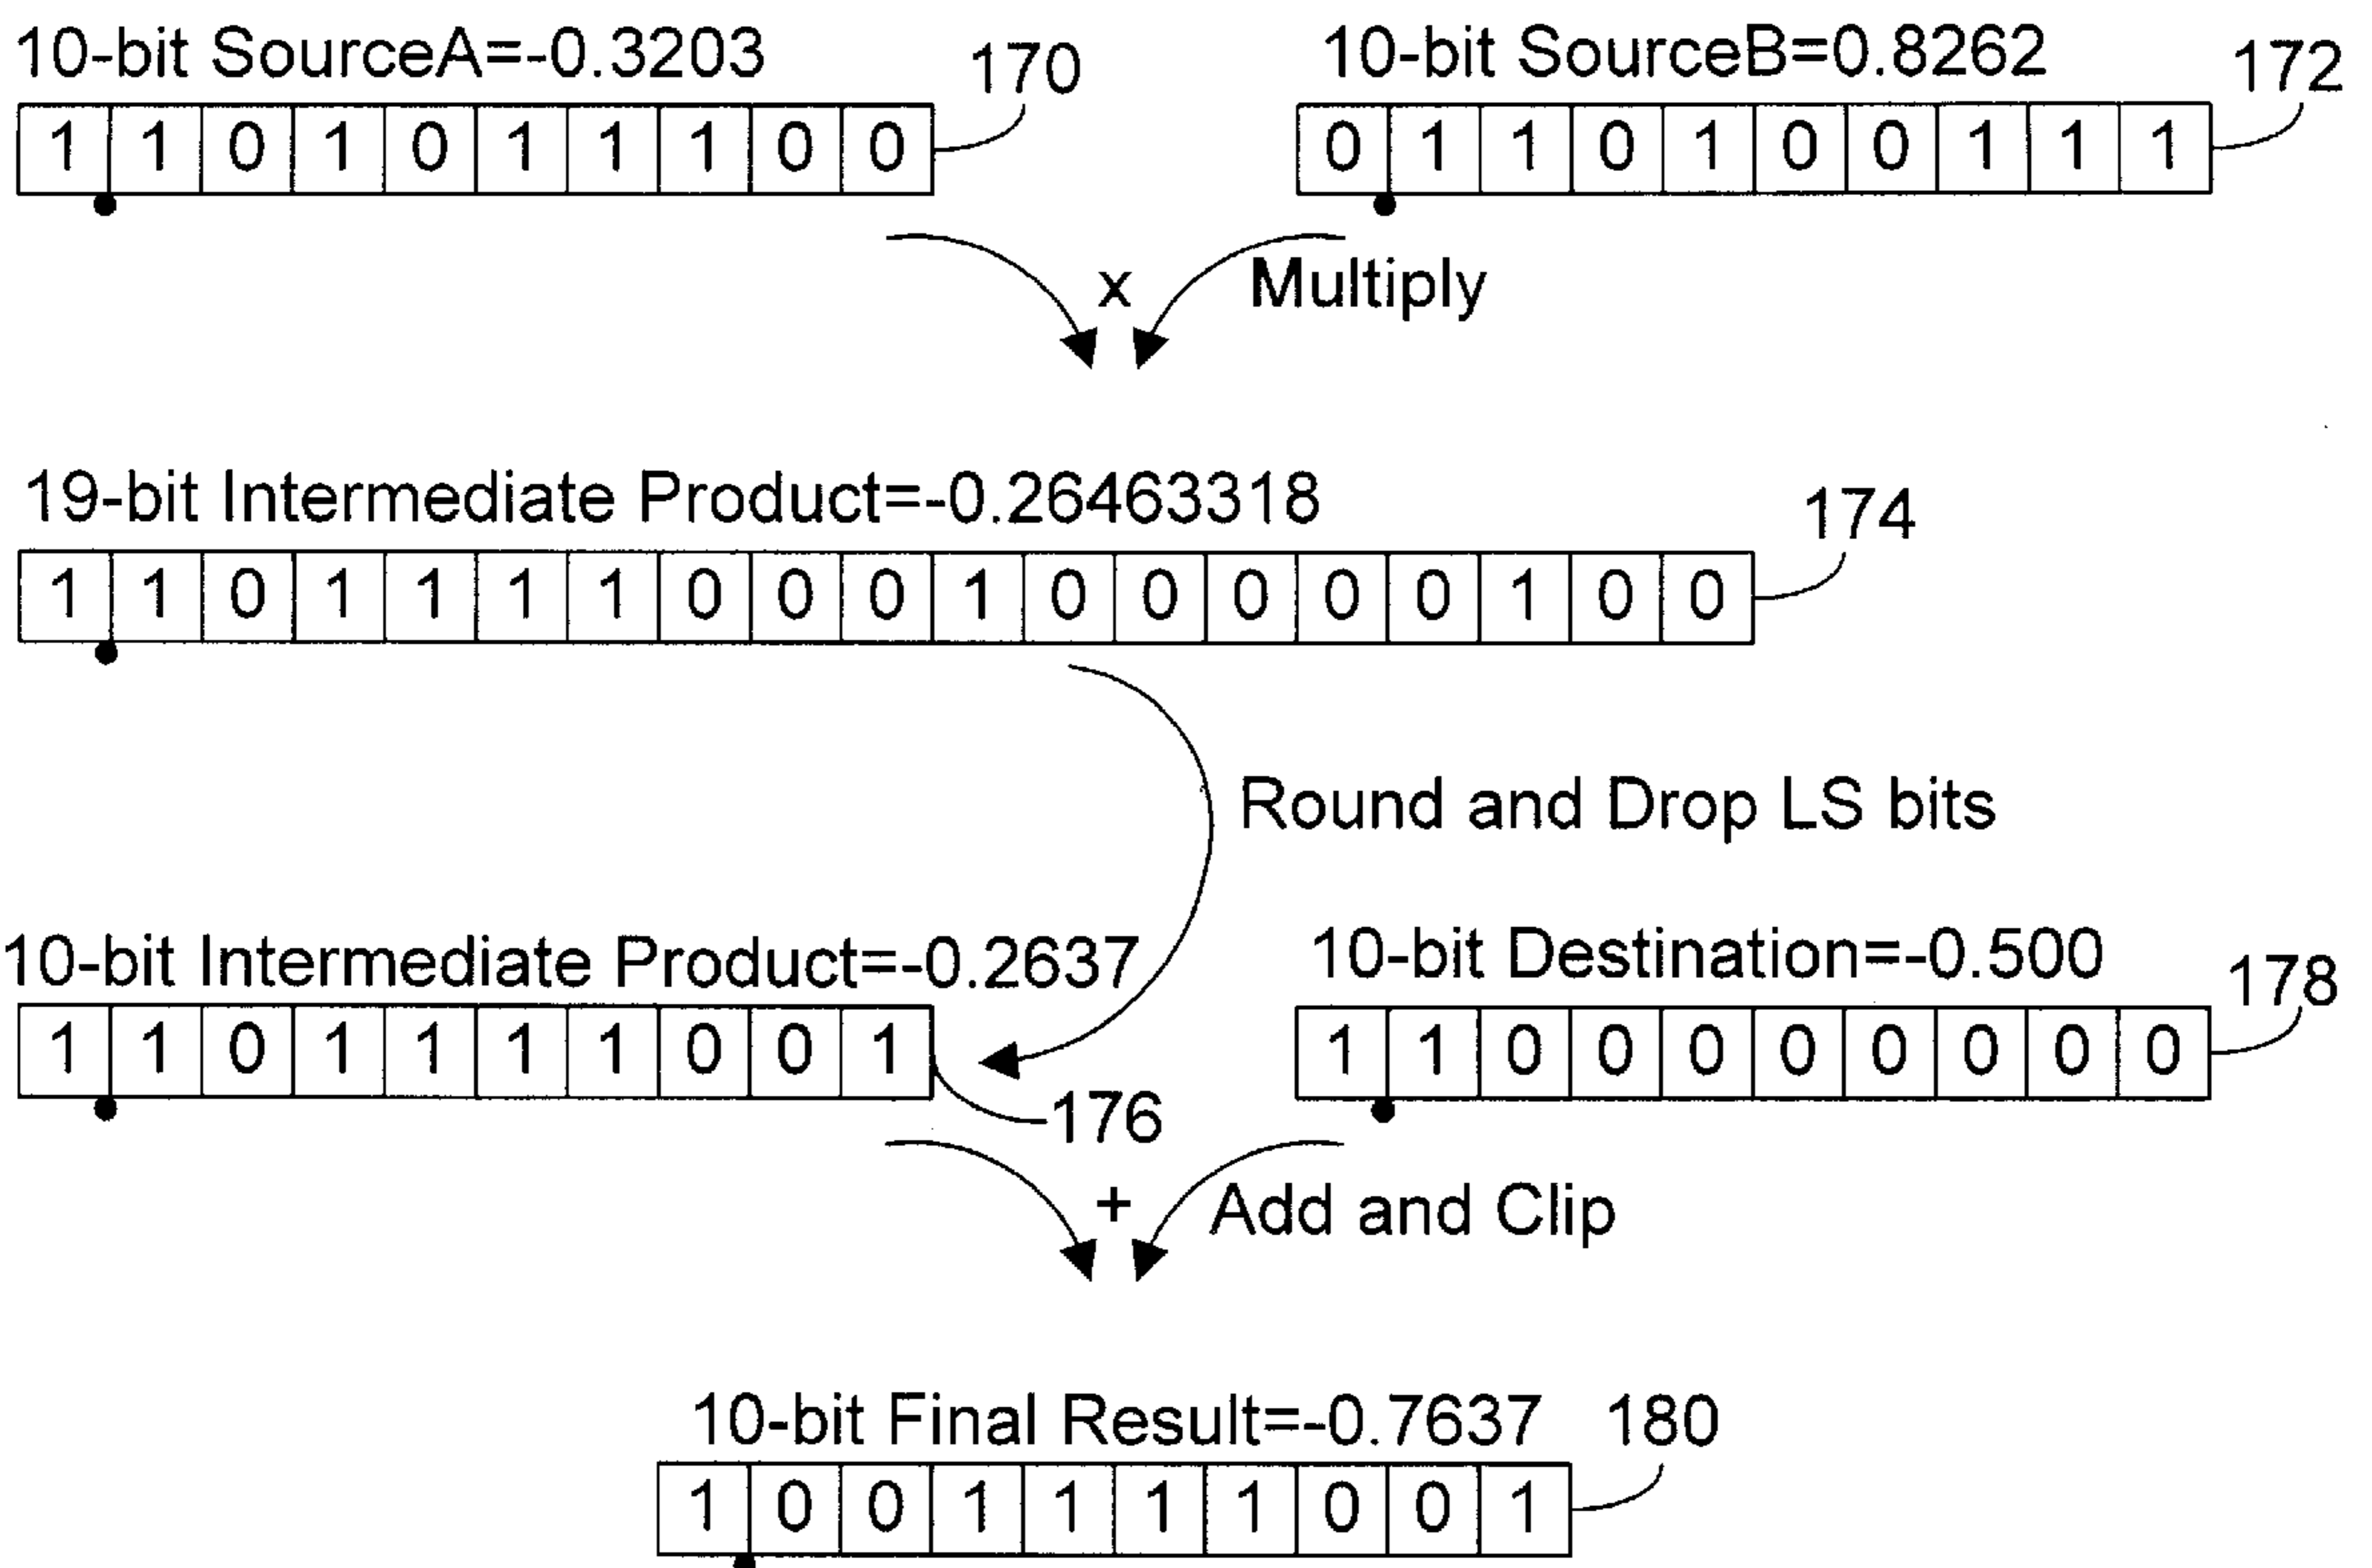 10-bit SourceA=-0.3203
170
10-bit SourceB=0.8262
172
1 1 0 1 0 1 1 1 0 0
0 1 1 0 1 0 0 1 1 1
x Multiply
19-bit Intermediate Product=-0.26463318
174
1 1 0 1 1 1 1 0 0 0 1 0 0 0 0 0 1 0 0
Round and Drop LS bits
10-bit Intermediate Product=-0.2637
10-bit Destination=-0.500
178
1 1 0 1 1 1 1 0 0 1
1 1 0 0 0 0 0 0 0 0
176
+ Add and Clip
10-bit Final Result=-0.7637
180
1 0 0 1 1 1 1 0 0 1